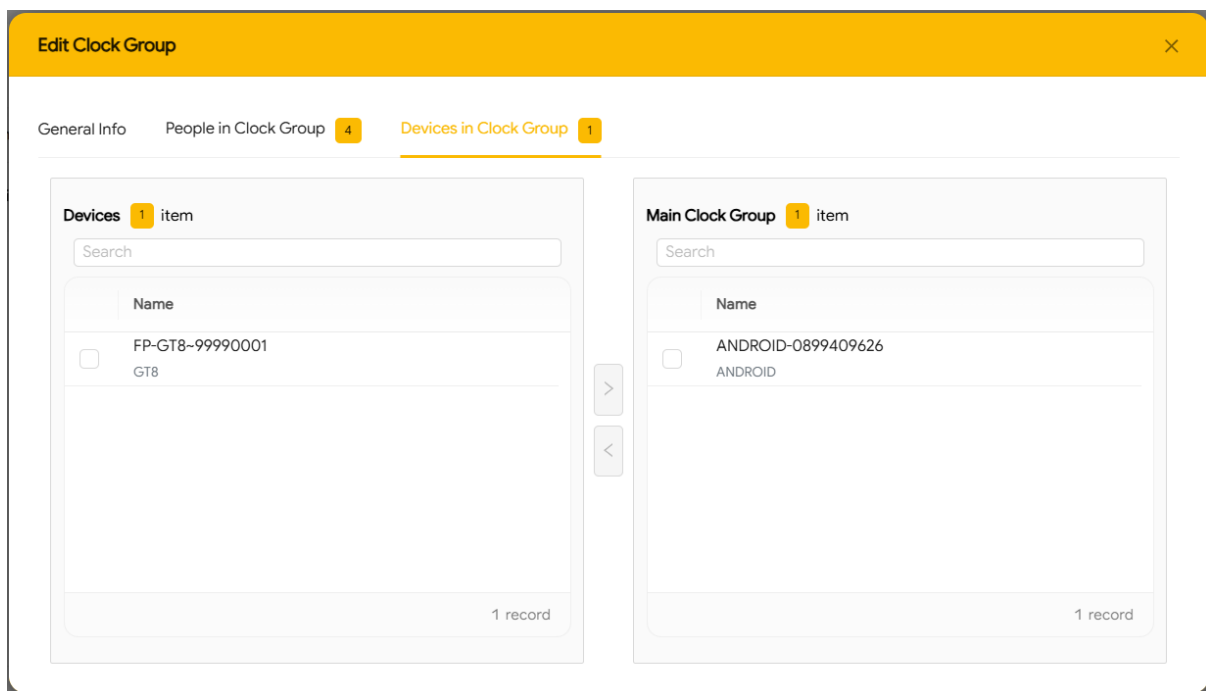 Edit Clock Group
General Info People in Clock Group 4 Devices in Clock Group 1
Devices 1 item
Search
Name
FP-GT8~99990001
GT8
1 record
Main Clock Group 1 item
Search
Name
ANDROID-0899409626
ANDROID
1 record